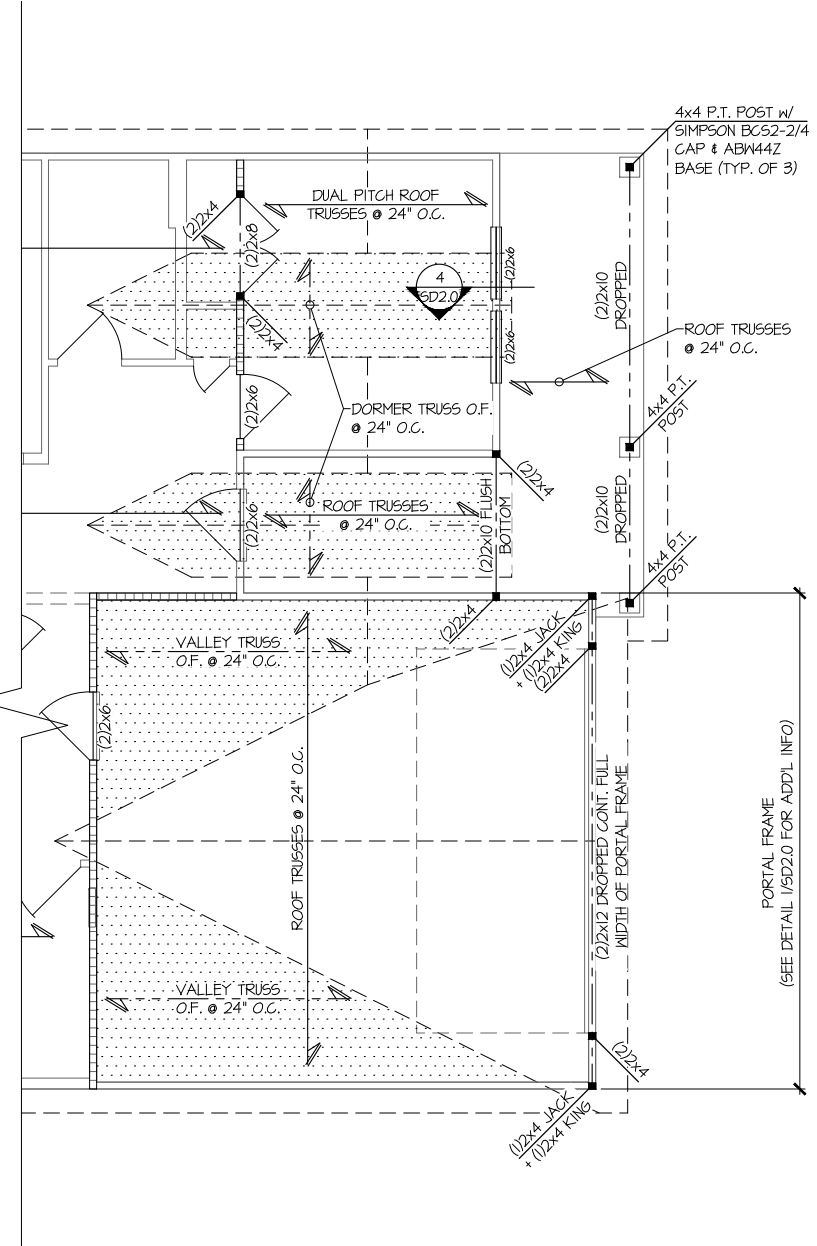 4x4 P.T. POST w/
SIMPSON BCS2-2/4
CAP & ABW44Z
BASE (TYP. OF 3)
DUAL PITCH ROOF
TRUSSES @ 24" O.C.
(2)2x4
(2)2x8
(2)2x6
4
SD2.0
(2)2x10
DROPPED
(2)2x4
(2)2x6
ROOF TRUSSES
@ 24" O.C.
(2)2x6
DORMER TRUSS O.F.
@ 24" O.C.
4x4 P.T.
POST
(2)2x4
ROOF TRUSSES
@ 24" O.C.
(2)2x6
(2)2x10 FLUSH
BOTTOM
(2)2x10
DROPPED
4x4 P.T.
POST
(2)2x4
(1)2x4 JACK
+ (1)2x4 KING
(2)2x4
VALLEY TRUSS
O.F. @ 24" O.C.
(2)2x6
ROOF TRUSSES @ 24" O.C.
(2)2x12 DROPPED CONT. FULL
WIDTH OF PORTAL FRAME
PORTAL FRAME
(SEE DETAIL 1/SD2.0 FOR ADD'L INFO)
VALLEY TRUSS
O.F. @ 24" O.C.
(2)2x4
(1)2x4 JACK
+ (1)2x4 KING